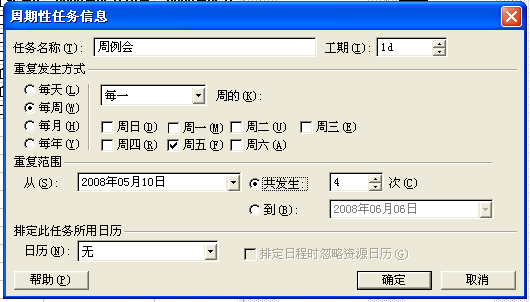 周期性任务信息
任务名称(T): 周例会 工期(I): 1d
重复发生方式
每天(L)
每周(W)
每月(H)
每年(Y)
每一 周的(K):
周日(D) 周一(M) 周二(U) 周三(E)
周四(R) 周五(F) 周六(A)
重复范围
从(S): 2008年05月10日 共发生: 4 次(C)
到(B): 2008年06月06日
排定此任务所用日历
日历(N): 无 排定日程时忽略资源日历(G)
帮助(P) 确定 取消